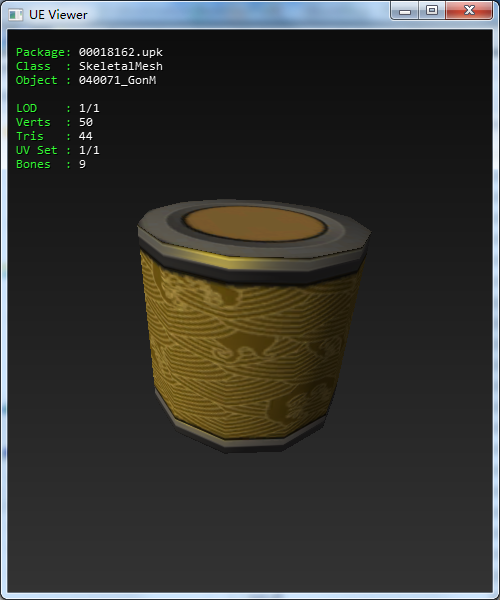 UE Viewer
Package: 00018162.upk
Class  : SkeletalMesh
Object : 040071_GonM
LOD    : 1/1
Verts  : 50
Tris   : 44
UV Set : 1/1
Bones  : 9